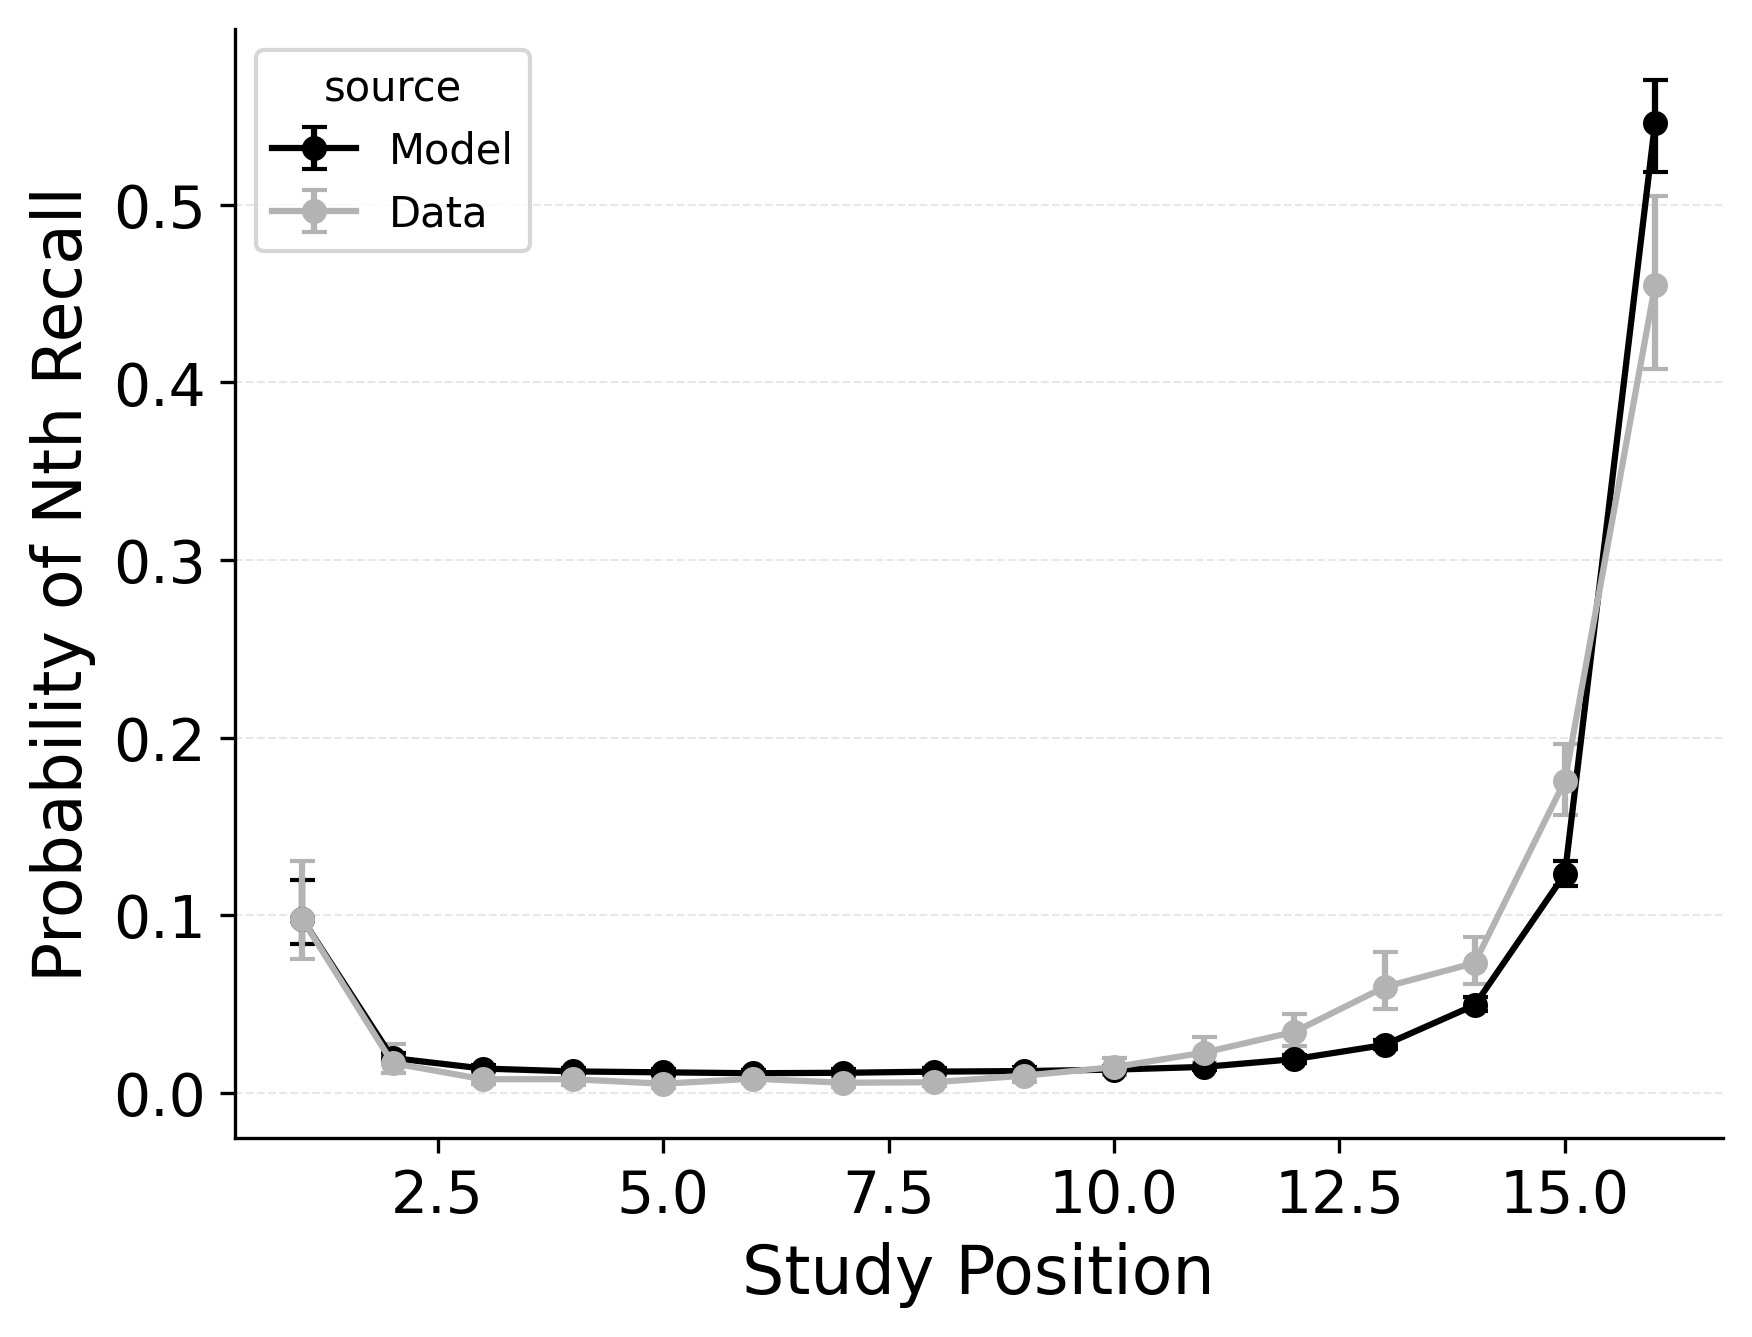 source
Model
Data
Probability of Nth Recall
0.5
0.4
0.3
0.2
0.1
0.0
2.5 5.0 7.5 10.0 12.5 15.0
Study Position